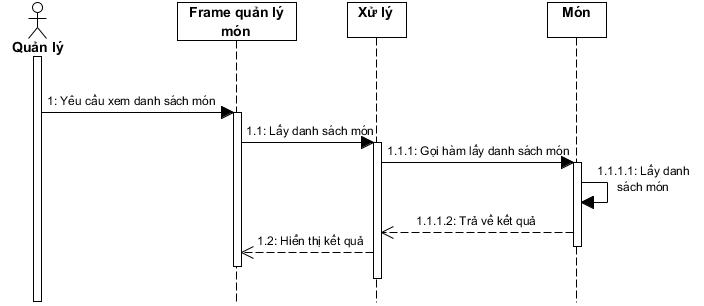 Frame quản lý
món
Xử lý
Món
Quản lý
1: Yêu cầu xem danh sách món
1.1: Lấy danh sách món
1.1.1: Gọi hàm lấy danh sách món
1.1.1.1: Lấy danh
sách món
1.1.1.2: Trả về kết quả
1.2: Hiển thị kết quả